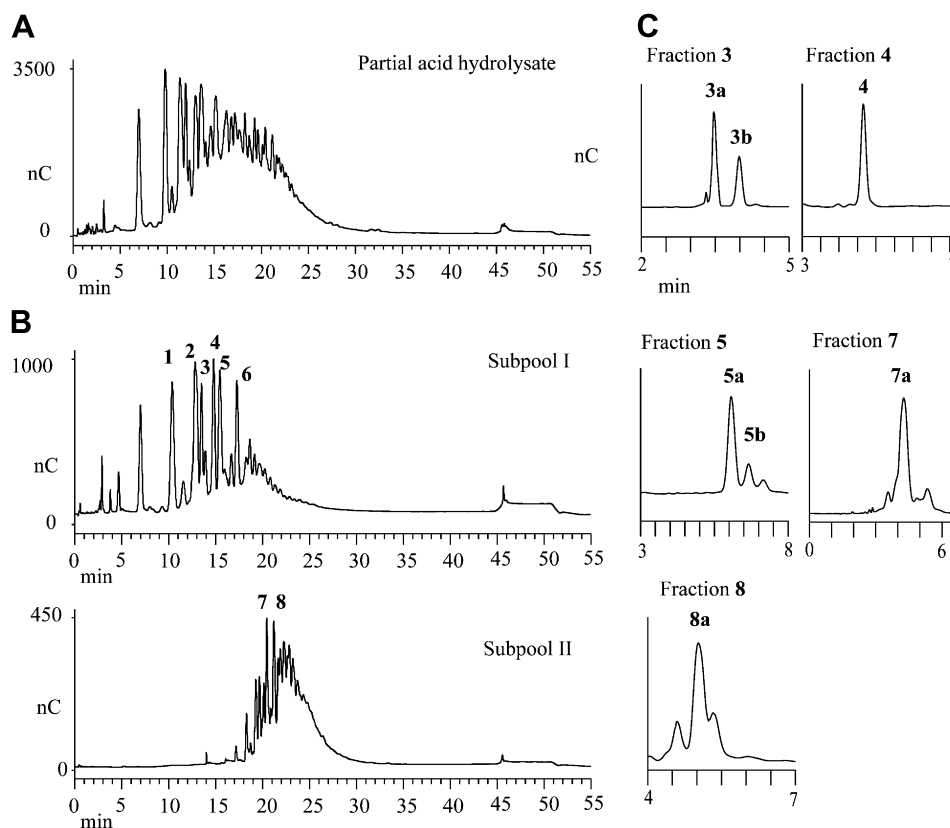 A
Partial acid hydrolysate
3500
nC
0
nC
0 5 10 15 20 25 30 35 40 45 50 55
min
B
Subpool I
1 2 3 4 5 6
1000
nC
0
0 5 10 15 20 25 30 35 40 45 50 55
min
7 8
450
Subpool II
nC
0
0 5 10 15 20 25 30 35 40 45 50 55
min
C
Fraction 3
3a
3b
2 5
min
Fraction 4
4
3
Fraction 5
5a
5b
3 8
Fraction 7
7a
0 6
Fraction 8
8a
4 7